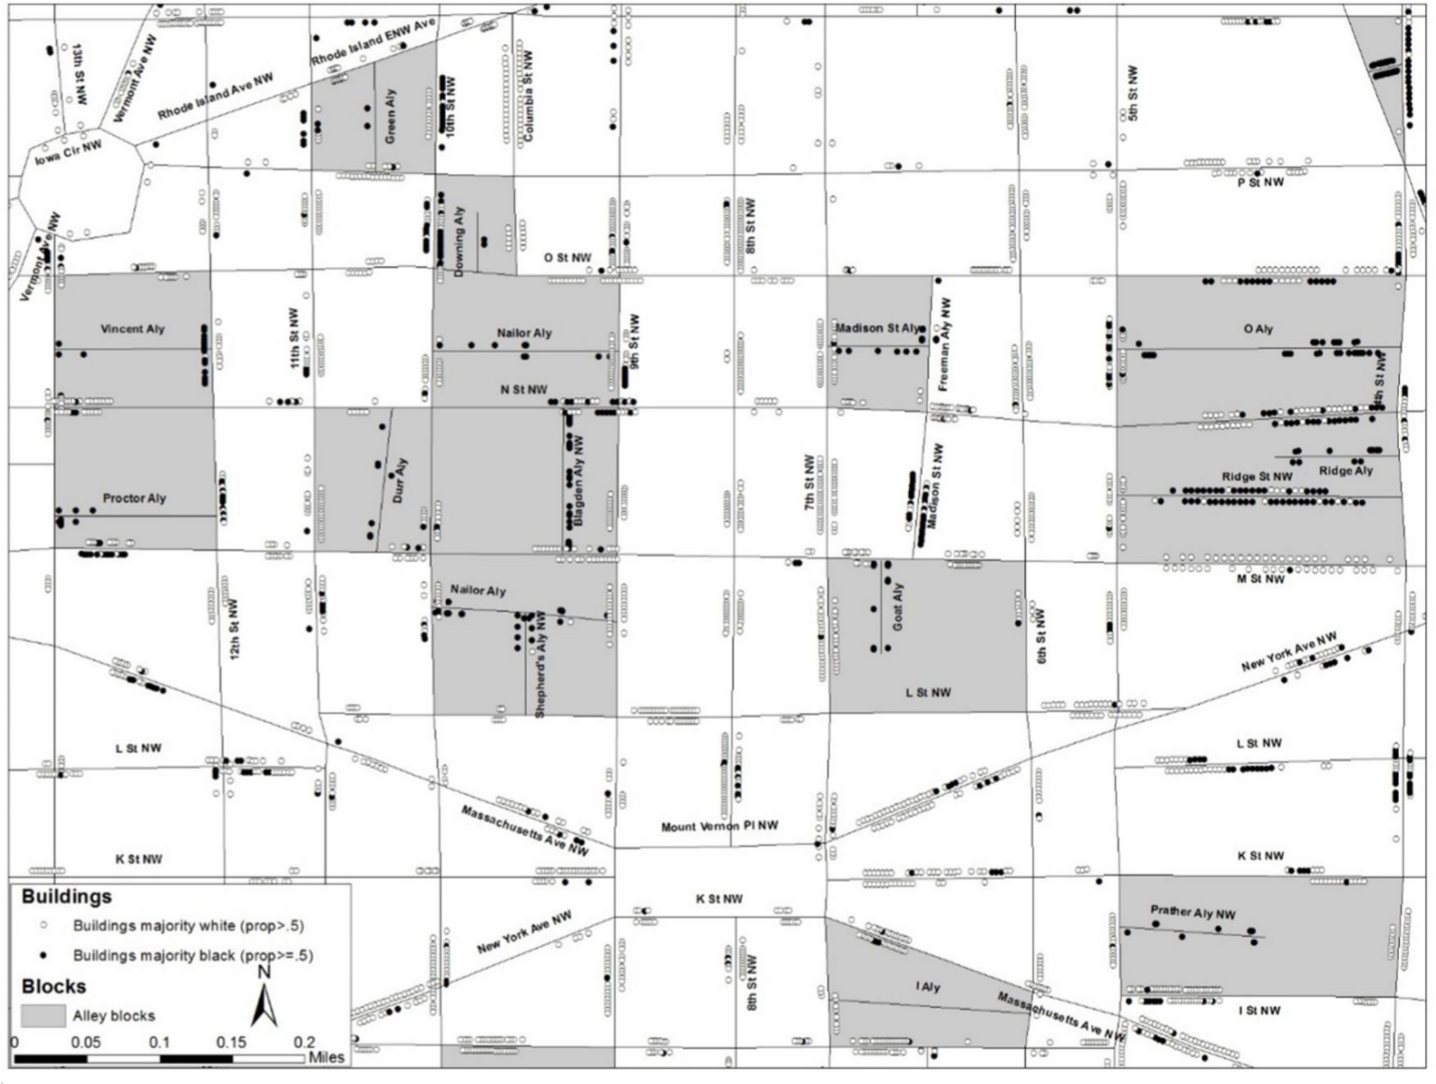 Rhode Island ENW Ave
13th St NW
Vermont Ave NW
Rhode Island Ave NW
Green Aly
10th St NW
Columbia St NW
5th St NW
Iowa Cir NW
P St NW
Vermont Ave NW
Downing Aly
O St NW
8th St NW
Vincent Aly
11th St NW
Nailor Aly
9th St NW
Madison St Aly
Freeman Aly NW
O Aly
4th St NW
N St NW
Proctor Aly
Durr Aly
Blagden Aly NW
7th St NW
Madison St NW
Ridge St NW
Ridge Aly
M St NW
Nailor Aly
Shepherd's Aly NW
Goat Aly
12th St NW
6th St NW
New York Ave NW
L St NW
L St NW
L St NW
Massachusetts Ave NW
Mount Vernon Pl NW
K St NW
K St NW
K St NW
New York Ave NW
Prather Aly NW
8th St NW
I Aly
Massachusetts Ave NW
I St NW
Buildings
Buildings majority white (prop>.5)
Buildings majority black (prop>=.5)
Blocks
N
Alley blocks
0 0.05 0.1 0.15 0.2
Miles